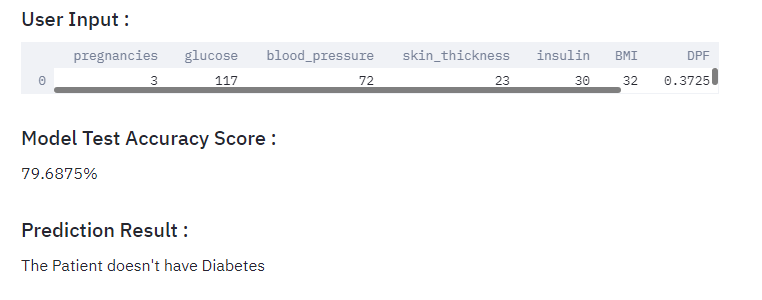 User Input :
pregnancies glucose blood_pressure skin_thickness insulin BMI DPF
0 3 117 72 23 30 32 0.3725
Model Test Accuracy Score :
79.6875%
Prediction Result :
The Patient doesn't have Diabetes